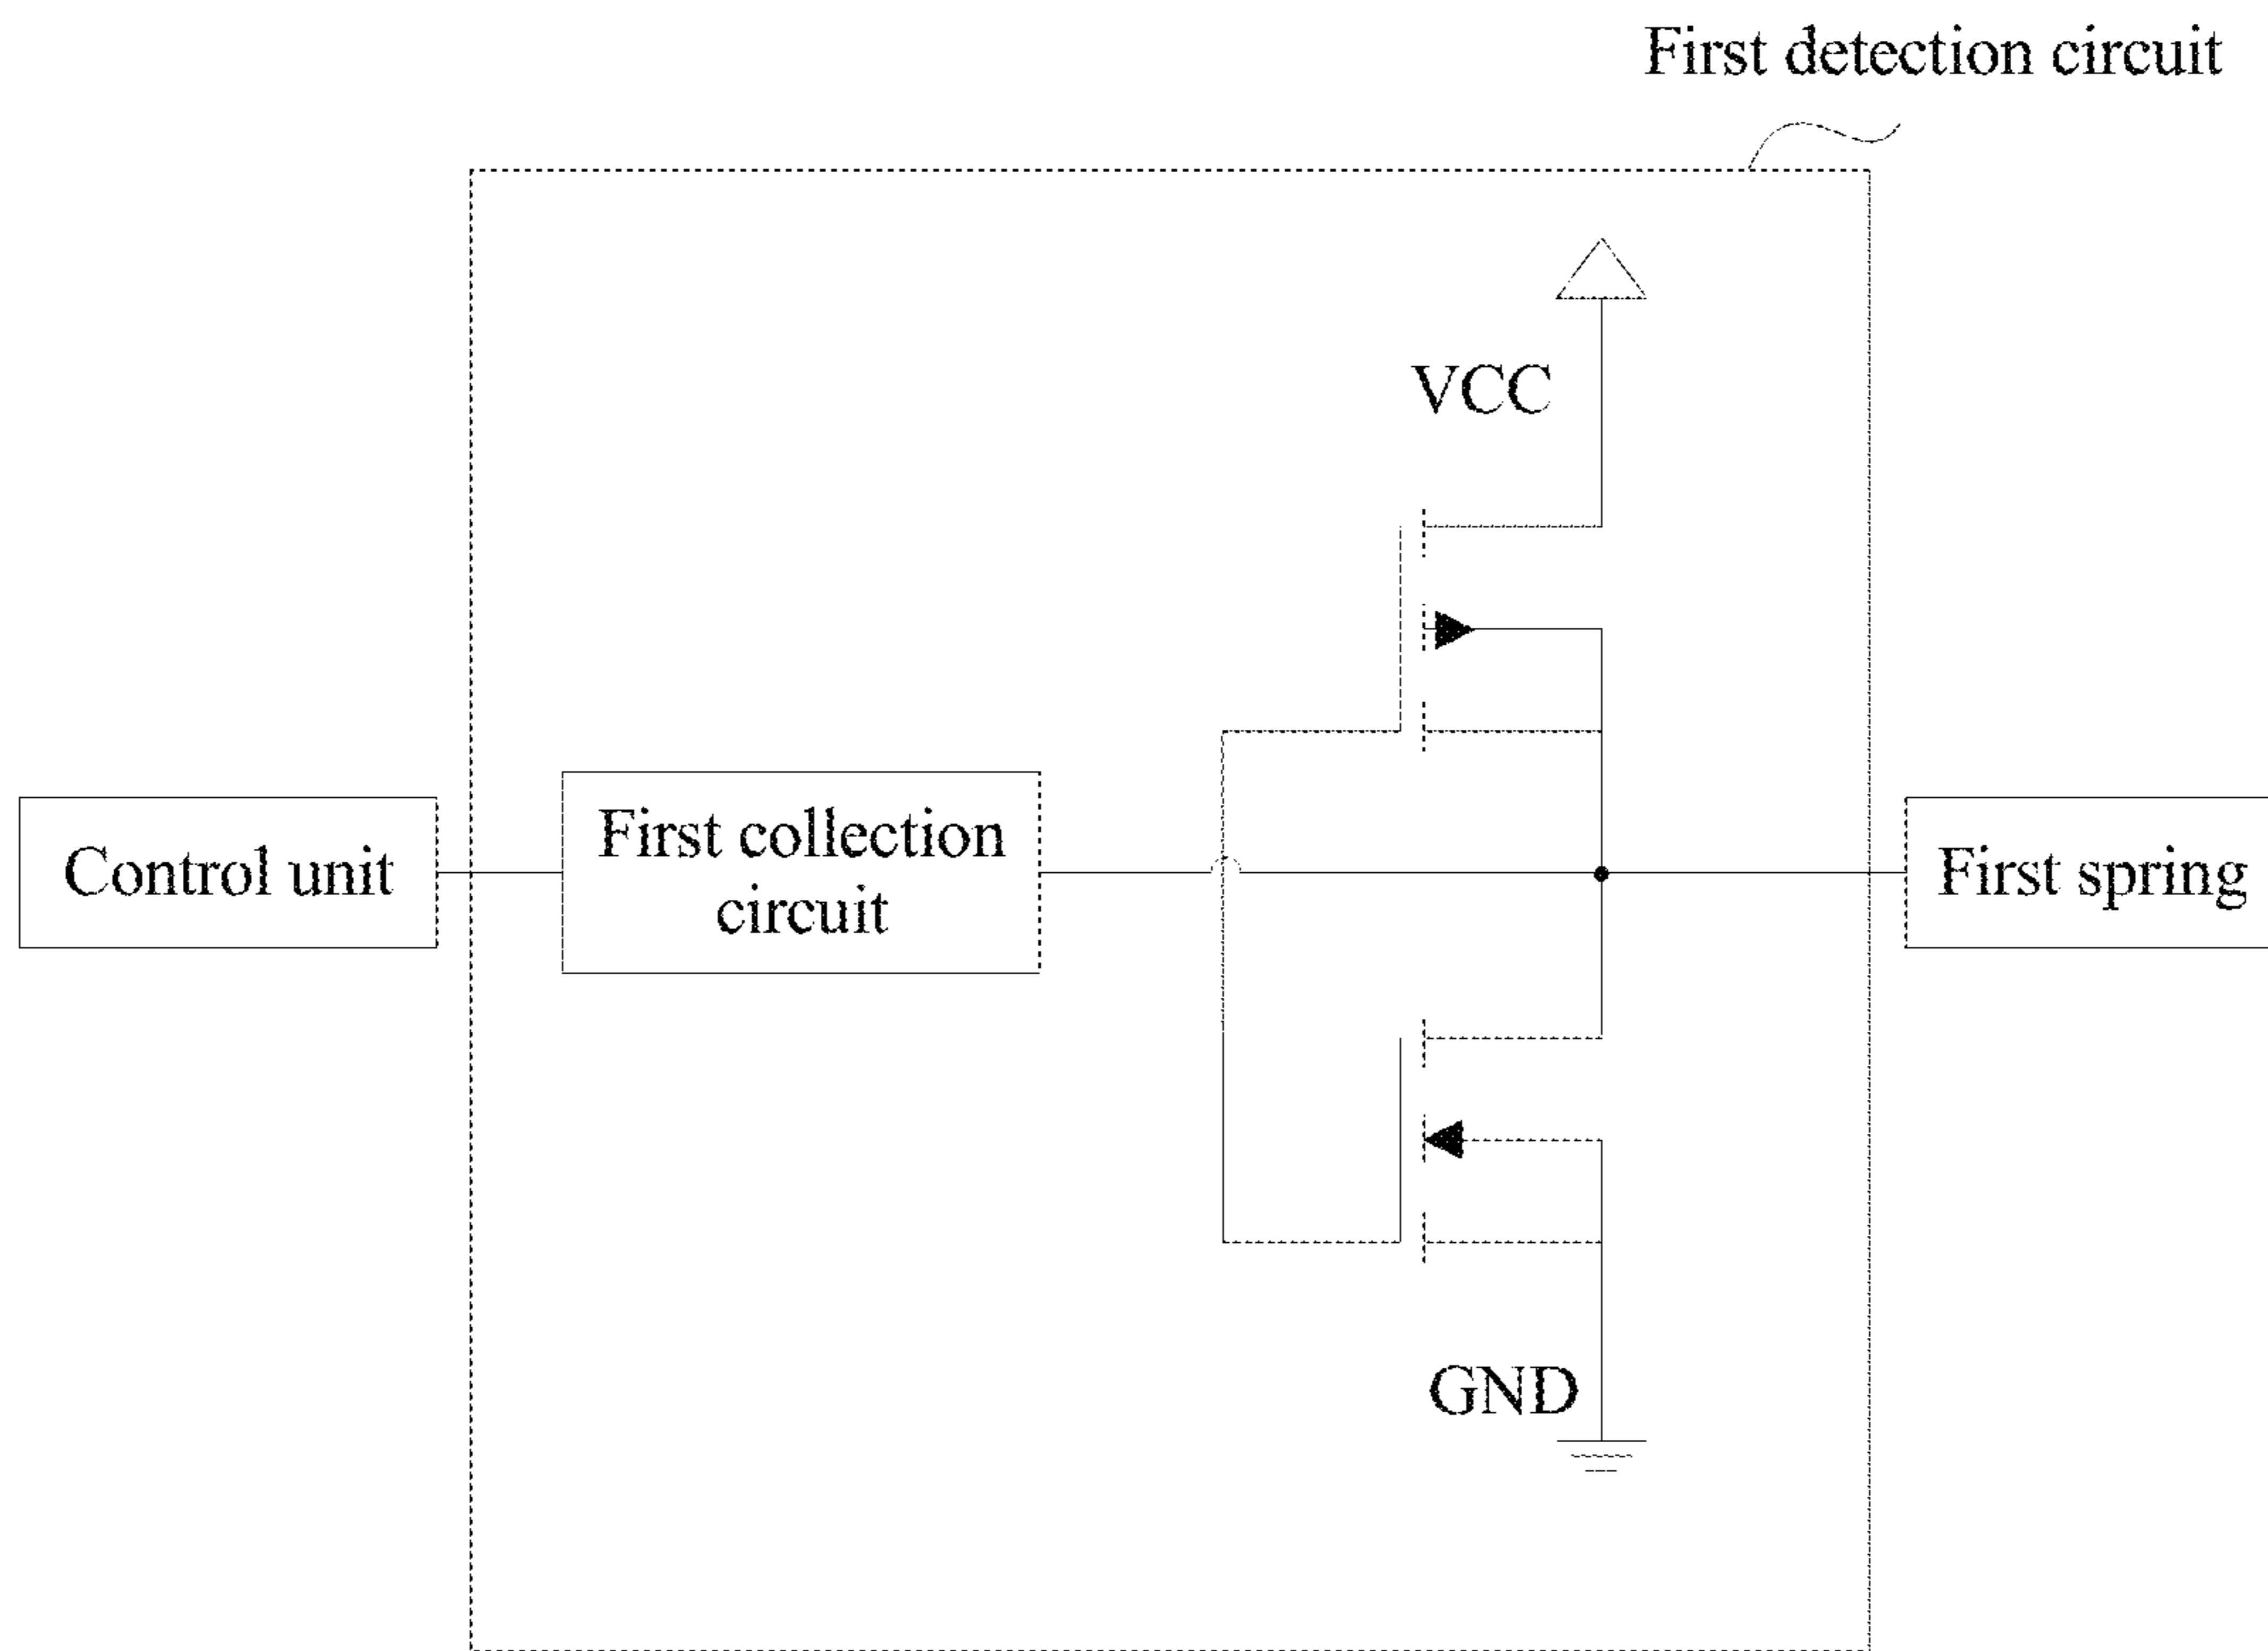 First detection circuit
VCC
Control unit
First collection
circuit
First spring
GND